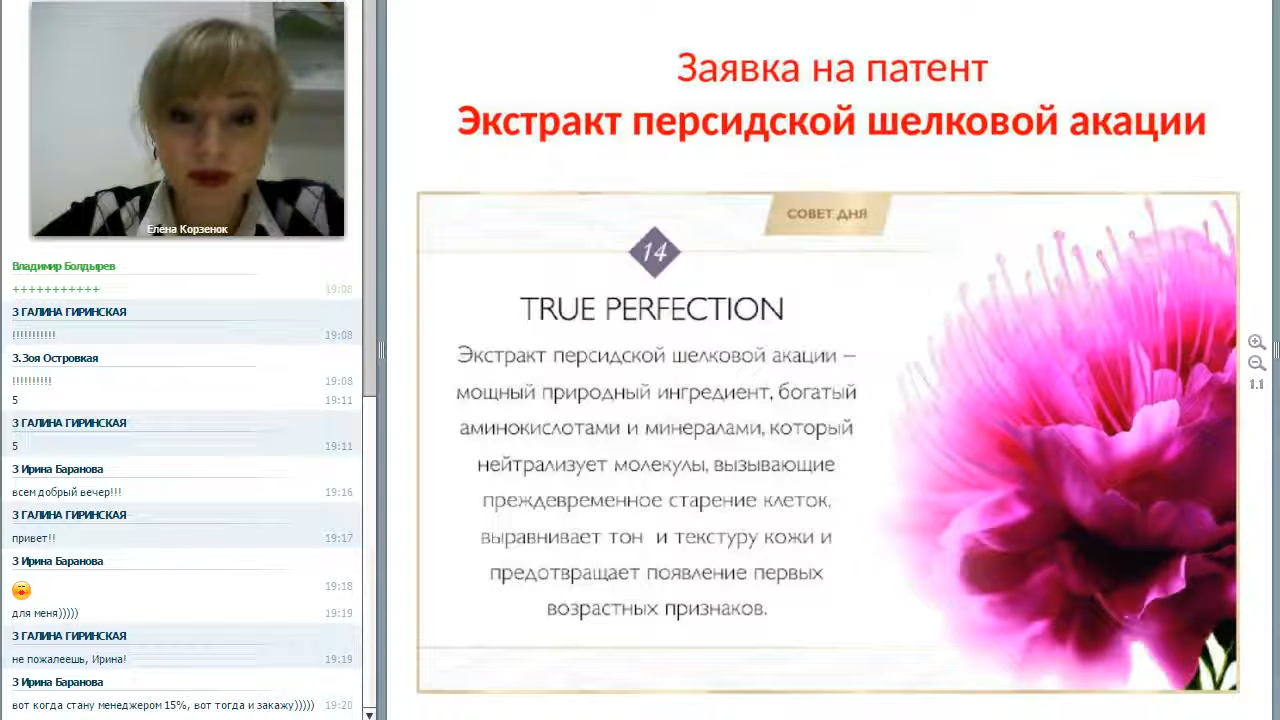 Елена Корзенок
Владимир Болдырев
+++++++++++ 19:08
3 ГАЛИНА ГИРИНСКАЯ
!!!!!!!!!!! 19:08
3.Зоя Островкая
!!!!!!!!!! 19:08
5 19:11
3 ГАЛИНА ГИРИНСКАЯ
5 19:11
3 Ирина Баранова
всем добрый вечер!!! 19:16
3 ГАЛИНА ГИРИНСКАЯ
привет!! 19:17
3 Ирина Баранова
19:18
для меня))))) 19:19
3 ГАЛИНА ГИРИНСКАЯ
не пожалеешь, Ирина! 19:19
3 Ирина Баранова
вот когда стану менеджером 15%, вот тогда и закажу))))) 19:20
Заявка на патент
Экстракт персидской шелковой акации
СОВЕТ ДНЯ
14
TRUE PERFECTION
Экстракт персидской шелковой акации –
мощный природный ингредиент, богатый
аминокислотами и минералами, который
нейтрализует молекулы, вызывающие
преждевременное старение клеток,
выравнивает тон и текстуру кожи и
предотвращает появление первых
возрастных признаков.
1.1